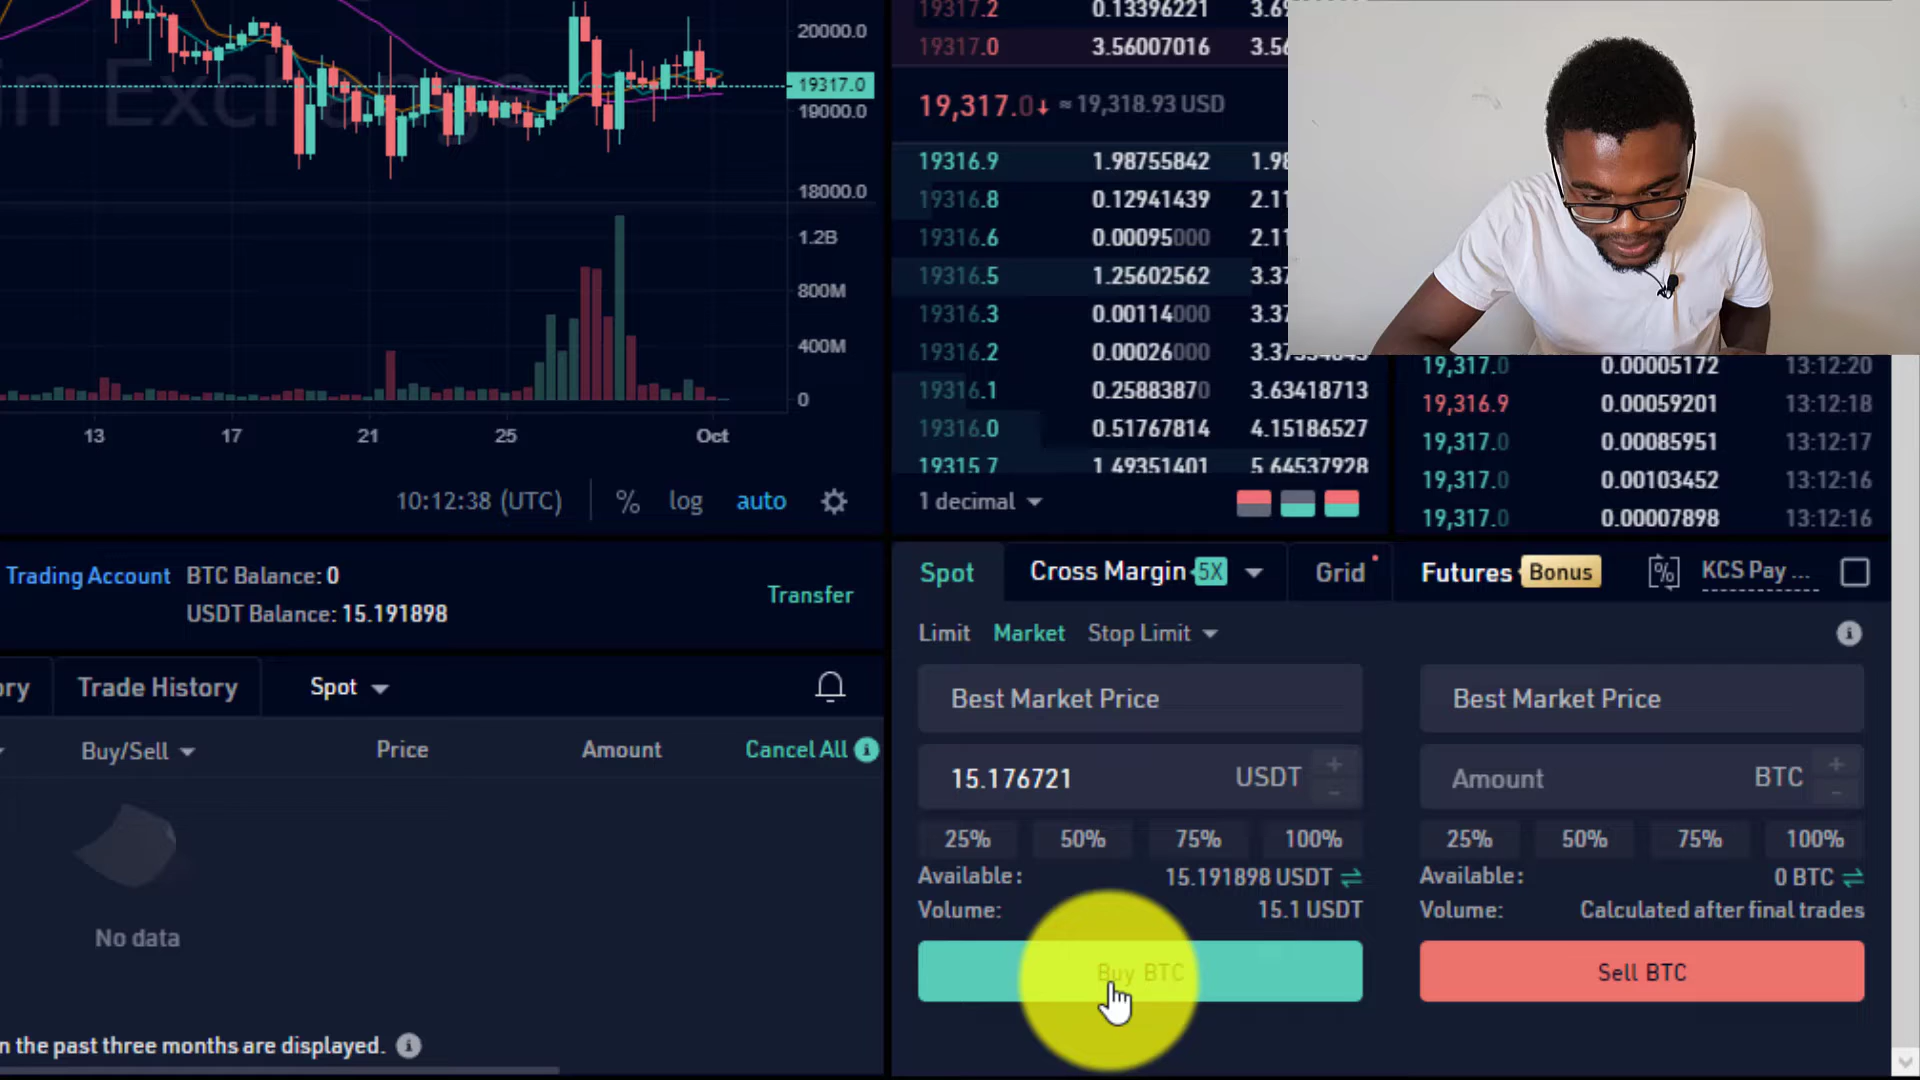 20000.0
19317.0
19000.0
18000.0
in Exchange
1.2B
800M
400M
0
13 17 21 25 Oct
10:12:38 (UTC) % log auto
19317.2 0.13396221
19317.0 3.56007016
19,317.0↓ ≈ 19,318.93 USD
19316.9 1.98755842
19316.8 0.12941439
19316.6 0.00095000
19316.5 1.25602562
19316.3 0.00114000
19316.2 0.00026000
19316.1 0.25883870 3.63418713
19316.0 0.51767814 4.15186527
19315.7 1.49351401 5.64537928
1 decimal
19,317.0 0.00005172 13:12:20
19,316.9 0.00059201 13:12:18
19,317.0 0.00085951 13:12:17
19,317.0 0.00103452 13:12:16
19,317.0 0.00007898 13:12:16
Trading Account BTC Balance: 0
USDT Balance: 15.191898
Transfer
ory Trade History Spot
Buy/Sell Price Amount Cancel All
No data
n the past three months are displayed.
Spot Cross Margin 5X Grid Futures Bonus % KCS Pay ...
Limit Market Stop Limit
Best Market Price
15.176721 USDT + -
25% 50% 75% 100%
Available: 15.191898 USDT
Volume: 15.1 USDT
Buy BTC
Best Market Price
Amount BTC + -
25% 50% 75% 100%
Available: 0 BTC
Volume: Calculated after final trades
Sell BTC